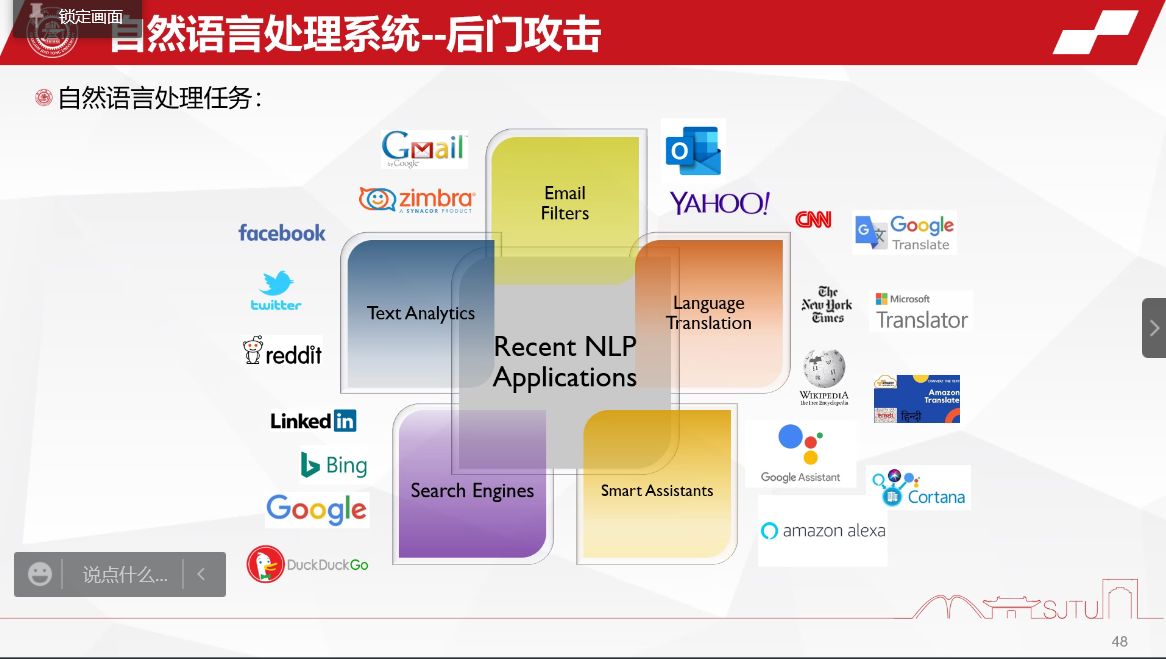 锁定画面
自然语言处理系统--后门攻击
自然语言处理任务:
Gmail
by Google
zimbra
A SYNACOR PRODUCT
Email
Filters
O
YAHOO!
facebook
twitter
reddit
Text Analytics
CNN
Google
Translate
Language
Translation
The
New York
Times
Microsoft
Translator
Recent NLP
Applications
WIKIPEDIA
The Free Encyclopedia
Amazon
Translate
हिन्दी
Linked in
Bing
Google
DuckDuckGo
Search Engines
Smart Assistants
Google Assistant
Cortana
amazon alexa
说点什么...
SJTU
48